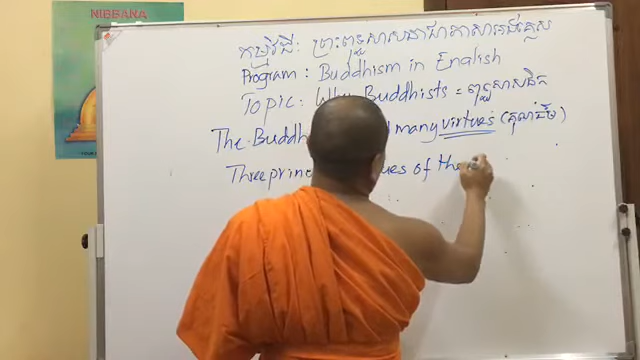 NIBBANA
កម្មវិធី: ព្រះពុទ្ធសាសនាជាភាសាអង់គ្លេស
Program: Buddhism in English
Topic: Why Buddhists = ពុទ្ធសាសនិក
The Buddh many virtues (គុណធម៌)
Three prin ues of the